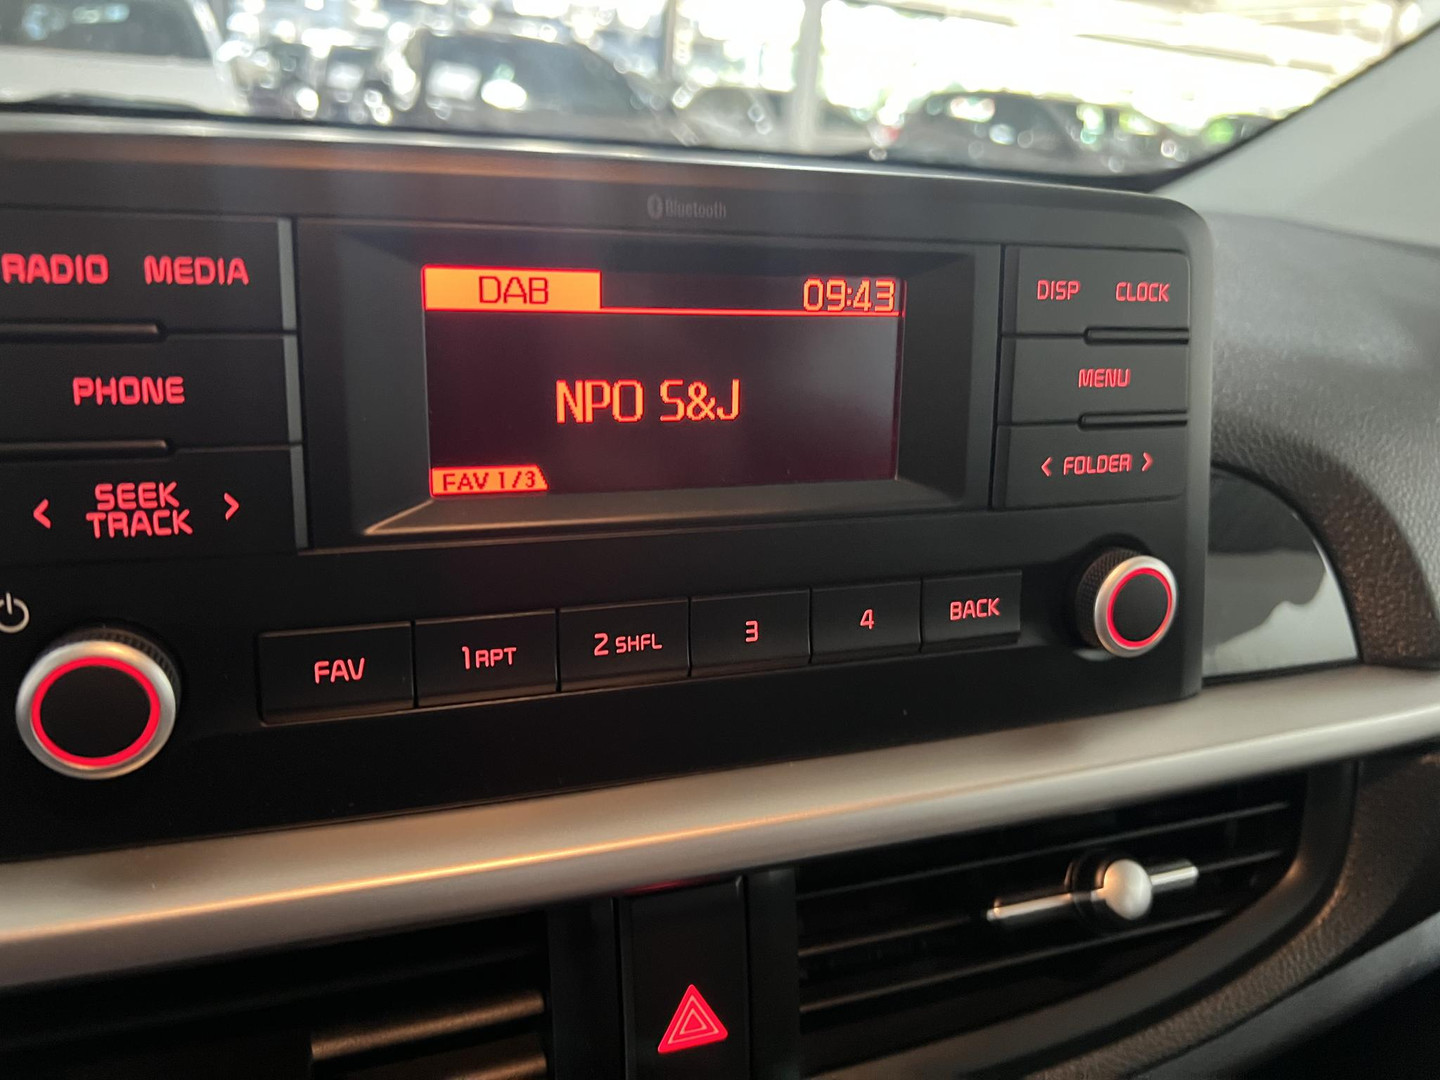 Bluetooth
RADIO MEDIA
PHONE
< SEEK TRACK >
DAB 09:43
NPO S&J
FAV 1/3
DISP CLOCK
MENU
< FOLDER >
FAV 1 RPT 2 SHFL 3 4 BACK